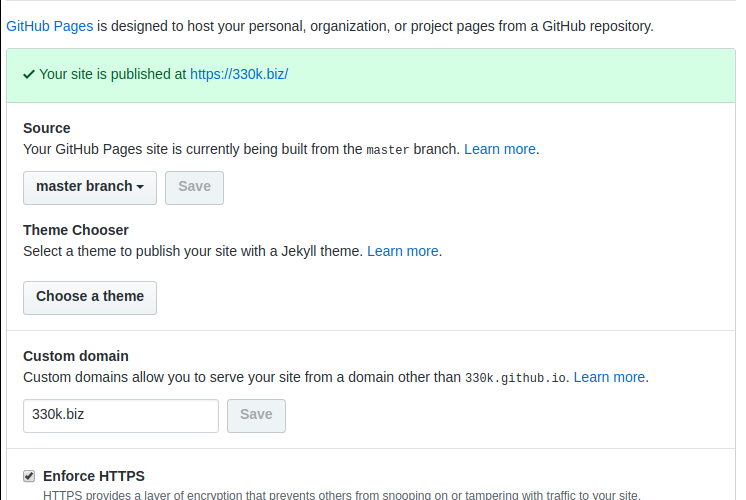 GitHub Pages is designed to host your personal, organization, or project pages from a GitHub repository.
Your site is published at https://330k.biz/
Source
Your GitHub Pages site is currently being built from the master branch. Learn more.
master branch Save
Theme Chooser
Select a theme to publish your site with a Jekyll theme. Learn more.
Choose a theme
Custom domain
Custom domains allow you to serve your site from a domain other than 330k.github.io. Learn more.
330k.biz Save
Enforce HTTPS
HTTPS provides a layer of encryption that prevents others from snooping on or tampering with traffic to your site.